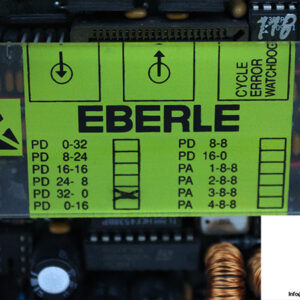 118
CYCLE
ERROR
WATCHDOG
EBERLE
PD 0-32
PD 8-24
PD 16-16
PD 24- 8
PD 32- 0
PD 0-16
PD 8-8
PD 16-0
PA 1-8-8
PA 2-8-8
PA 3-8-8
PA 4-8-8